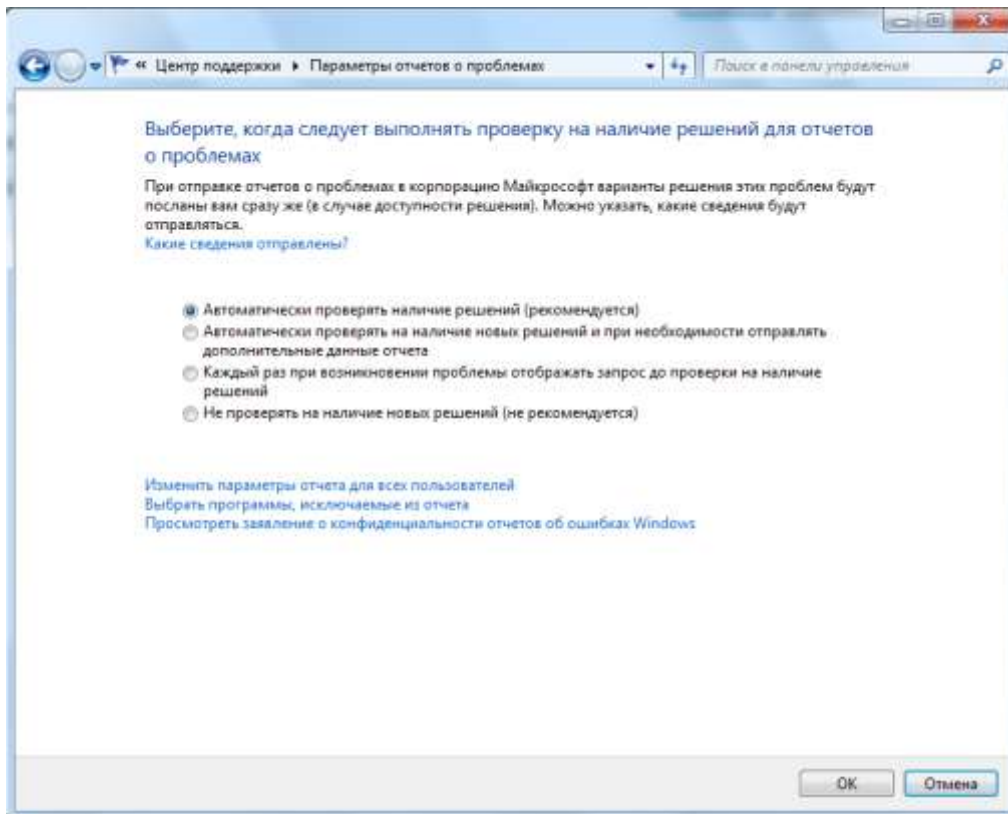 « Центр поддержки ▸ Параметры отчетов о проблемах
Поиск в панели управления
Выберите, когда следует выполнять проверку на наличие решений для отчетов
о проблемах
При отправке отчетов о проблемах в корпорацию Майкрософт варианты решения этих проблем будут
посланы вам сразу же (в случае доступности решения). Можно указать, какие сведения будут
отправляться.
Какие сведения отправлены?
Автоматически проверять наличие решений (рекомендуется)
Автоматически проверять на наличие новых решений и при необходимости отправлять
дополнительные данные отчета
Каждый раз при возникновении проблемы отображать запрос до проверки на наличие
решений
Не проверять на наличие новых решений (не рекомендуется)
Изменить параметры отчета для всех пользователей
Выбрать программы, исключаемые из отчета
Просмотреть заявление о конфиденциальности отчетов об ошибках Windows
OK
Отмена